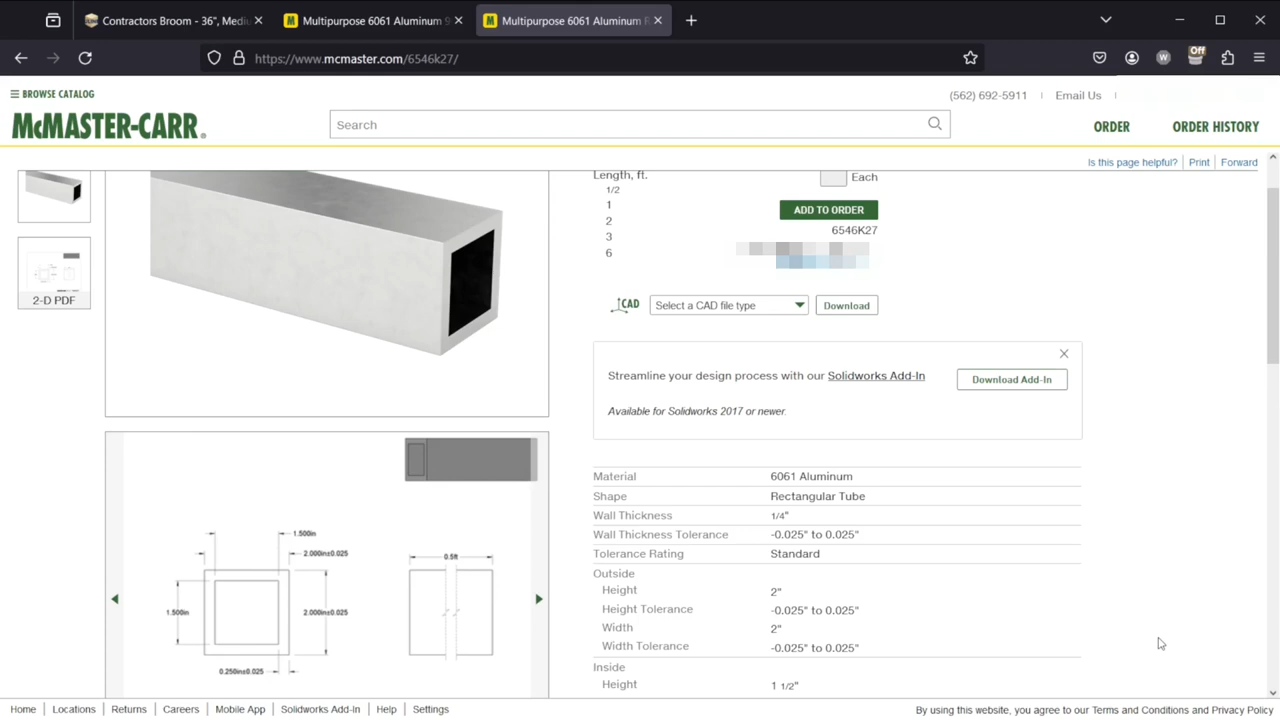 Contractors Broom - 36", Medi
Multipurpose 6061 Aluminum 9
Multipurpose 6061 Aluminum R
https://www.mcmaster.com/6546k27/
W
Off
BROWSE CATALOG
(562) 692-5911
Email Us
McMASTER-CARR®
Search
ORDER
ORDER HISTORY
Is this page helpful?
Print
Forward
Length, ft.
1/2
1
2
3
6
Each
ADD TO ORDER
6546K27
2-D PDF
CAD
Select a CAD file type
Download
Streamline your design process with our Solidworks Add-In
Download Add-In
Available for Solidworks 2017 or newer.
Material 6061 Aluminum
Shape Rectangular Tube
Wall Thickness 1/4"
Wall Thickness Tolerance -0.025" to 0.025"
Tolerance Rating Standard
Outside
Height 2"
Height Tolerance -0.025" to 0.025"
Width 2"
Width Tolerance -0.025" to 0.025"
Inside
Height 1 1/2"
1.500in
2.000in±0.025
0.5ft
1.500in
2.000in±0.025
0.250in±0.025
Home
Locations
Returns
Careers
Mobile App
Solidworks Add-In
Help
Settings
By using this website, you agree to our Terms and Conditions and Privacy Policy